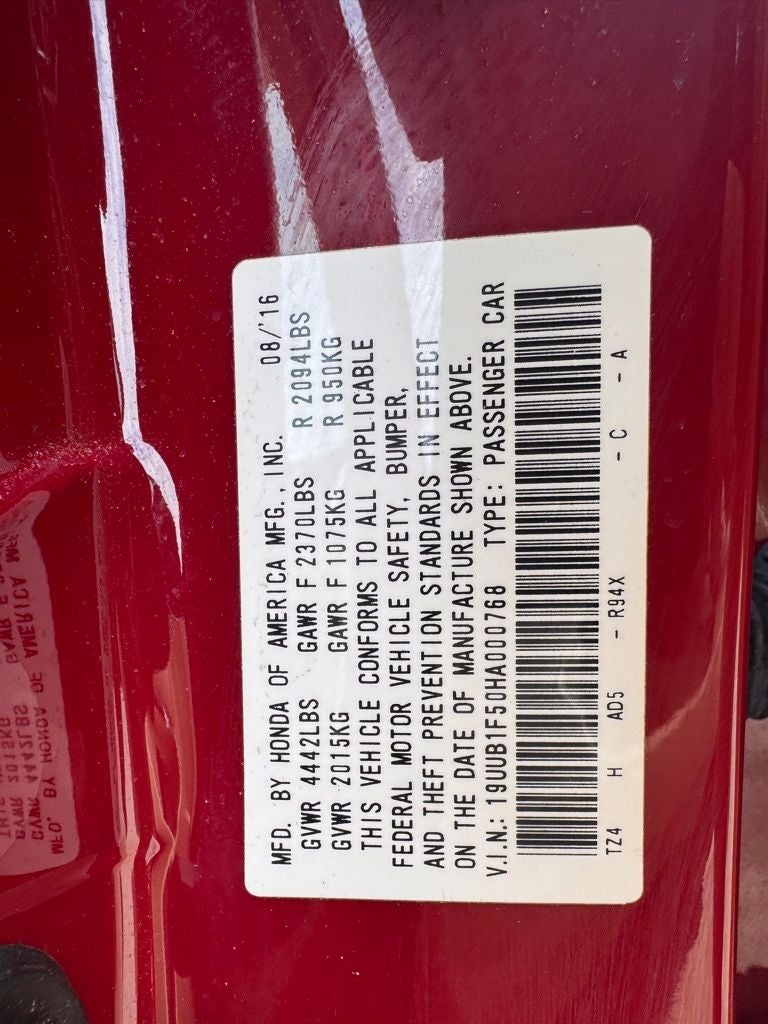 MFD. BY HONDA OF AMERICA MFG., INC. 08/'16
GVWR 4442LBS GAWR F 2370LBS R 2094LBS
GVWR 2015KG GAWR F 1075KG R 950KG
THIS VEHICLE CONFORMS TO ALL APPLICABLE
FEDERAL MOTOR VEHICLE SAFETY, BUMPER,
AND THEFT PREVENTION STANDARDS IN EFFECT
ON THE DATE OF MANUFACTURE SHOWN ABOVE.
V.I.N.: 19UUB1F50HA000768 TYPE: PASSENGER CAR
TZ4 H AD5 - R94X - C - A